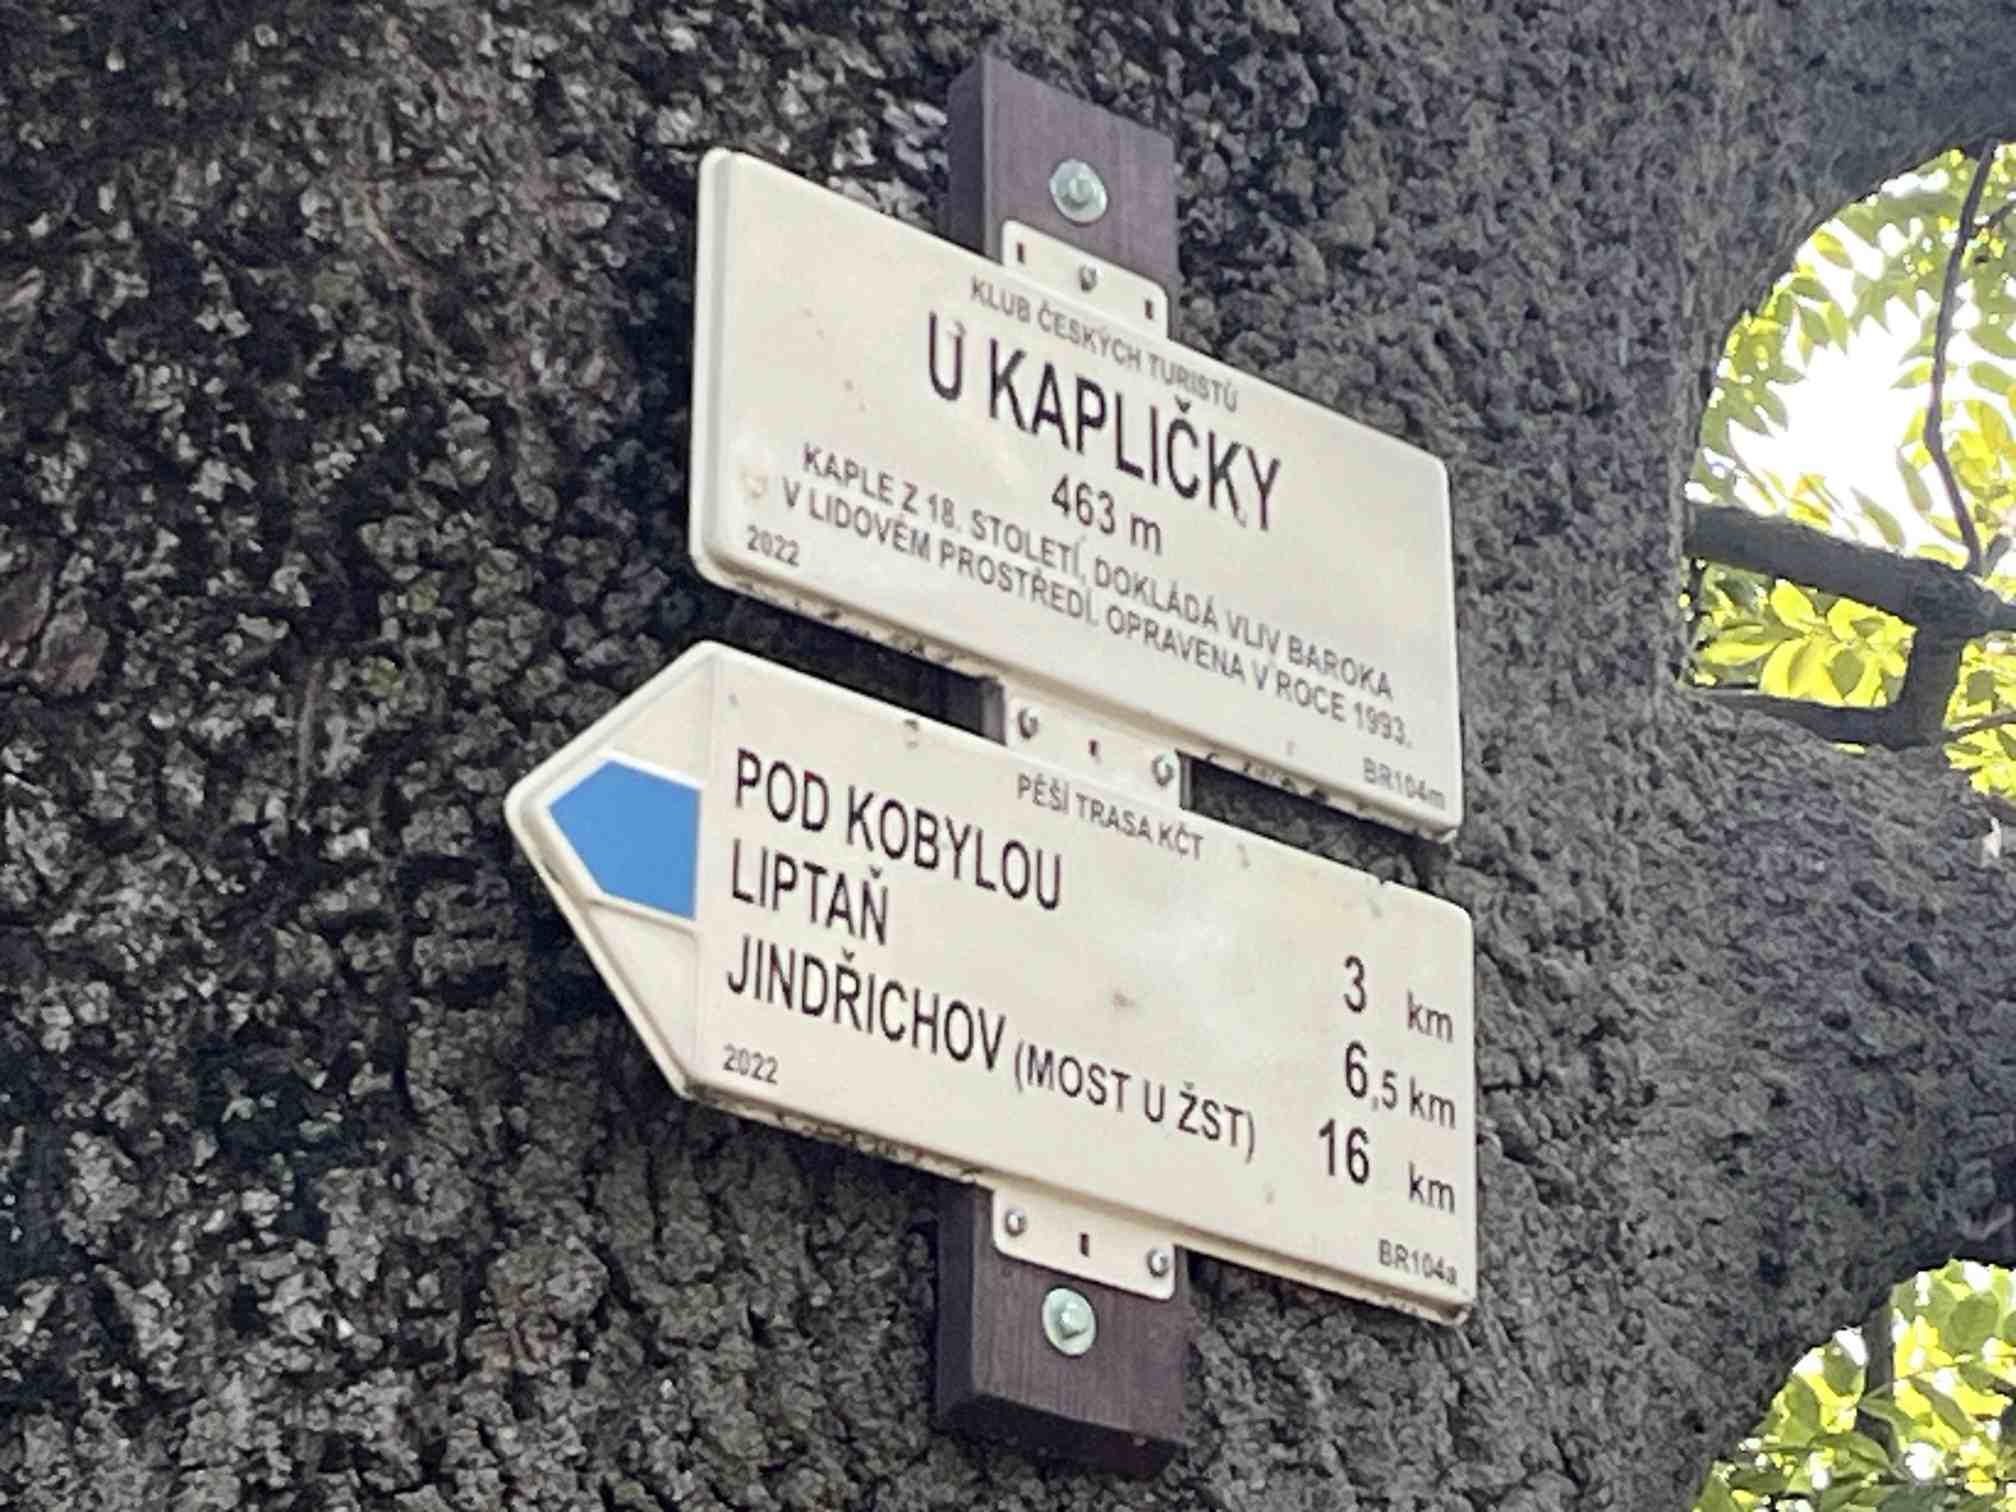 KLUB ČESKÝCH TURISTŮ
U KAPLIČKY
463 m
KAPLE Z 18. STOLETÍ, DOKLÁDÁ VLIV BAROKA
V LIDOVÉM PROSTŘEDÍ, OPRAVENA V ROCE 1993.
2022 BR104m
PĚŠÍ TRASA KČT
POD KOBYLOU 3 km
LIPTAŇ 6,5 km
JINDŘICHOV (MOST U ŽST) 16 km
2022 BR104a